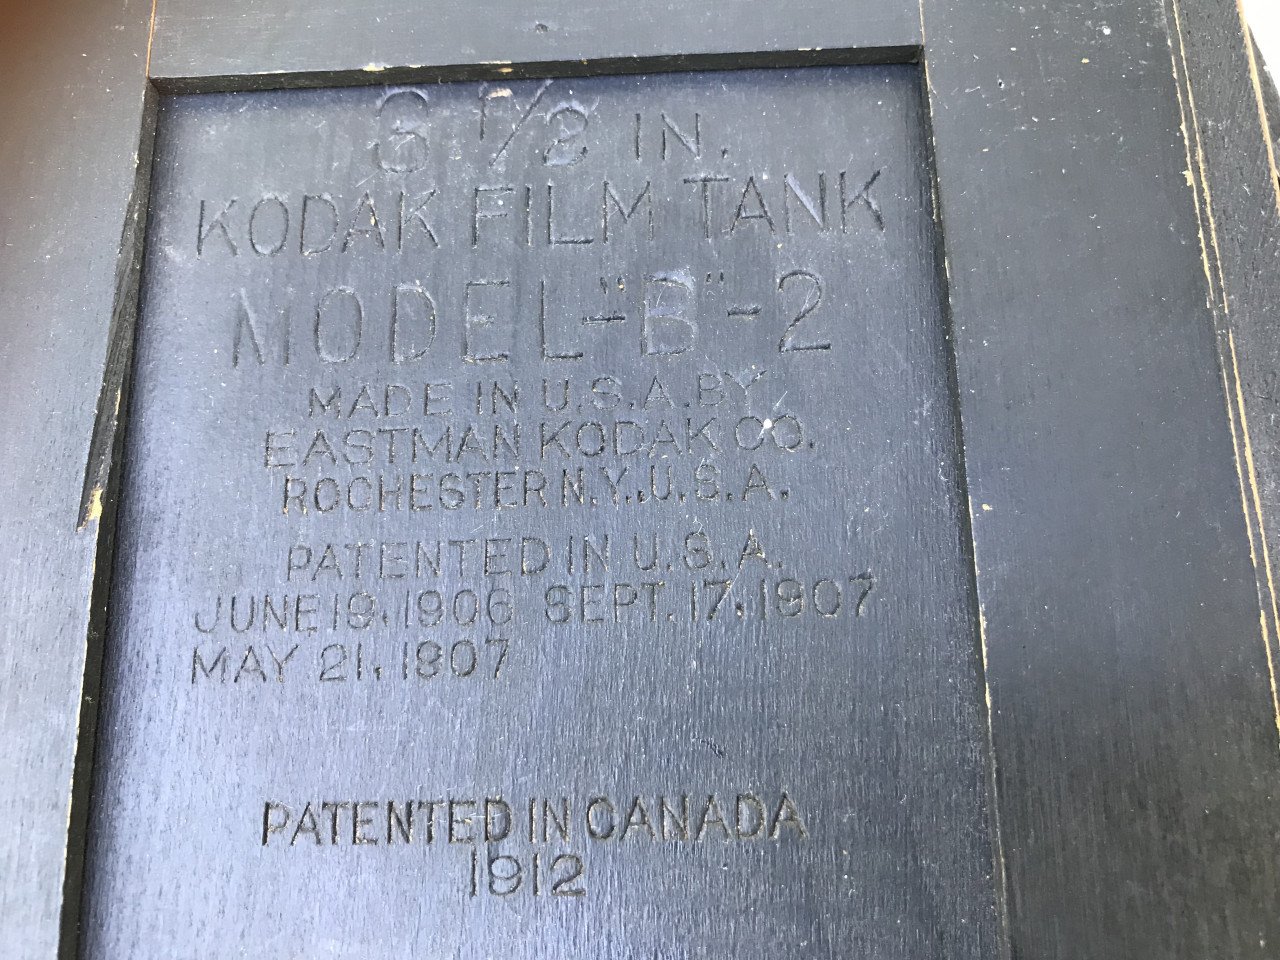 3 1/2 IN.
KODAK FILM TANK
MODEL-"B"-2
MADE IN U.S.A. BY
EASTMAN KODAK CO.
ROCHESTER N.Y., U.S.A.
PATENTED IN U.S.A.
JUNE 19, 1906 SEPT. 17, 1907
MAY 21, 1907
PATENTED IN CANADA
1912